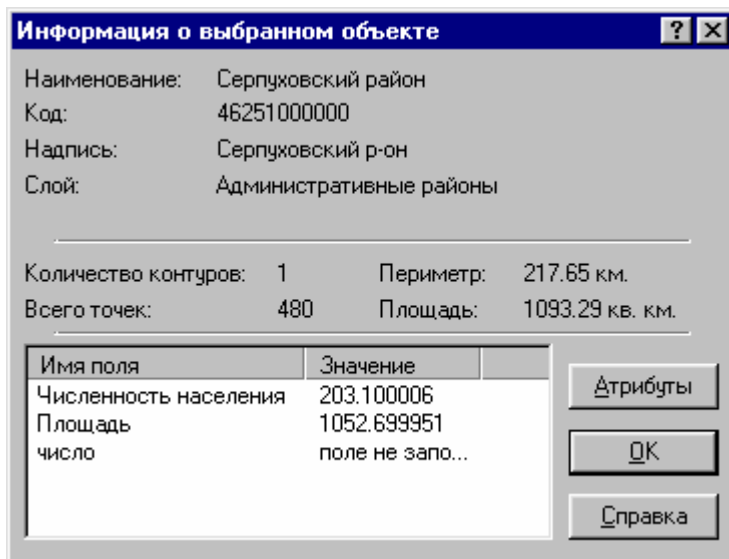 Информация о выбранном объекте
Наименование: Серпуховский район
Код: 46251000000
Надпись: Серпуховский р-он
Слой: Административные районы
Количество контуров: 1 Периметр: 217.65 км.
Всего точек: 480 Площадь: 1093.29 кв. км.
Имя поля Значение
Численность населения 203.100006
Площадь 1052.699951
число поле не запо...
Атрибуты
OK
Справка